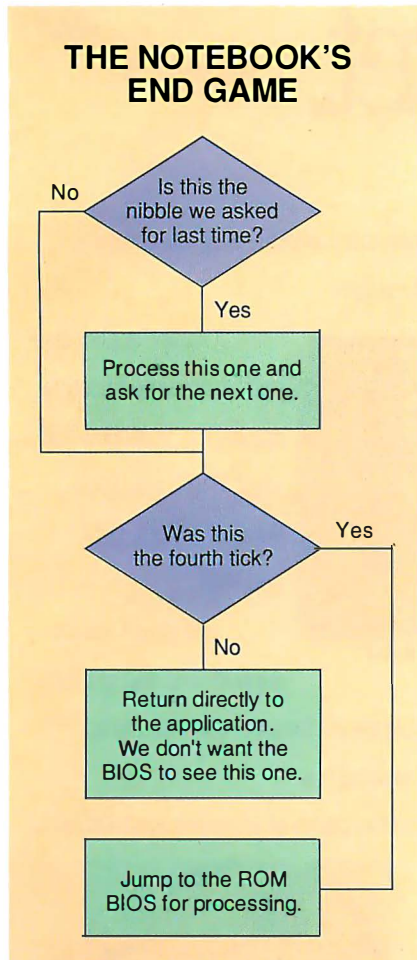 THE NOTEBOOK'S
END GAME
Is this the
nibble we asked
for last time?
No
Yes
Process this one and
ask for the next one.
Was this
the fourth tick?
Yes
No
Return directly to
the application.
We don't want the
BIOS to see this one.
Jump to the ROM
BIOS for processing.